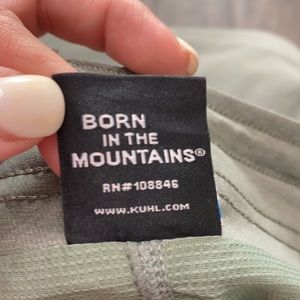 BORN
IN THE
MOUNTAINS®
RN#108846
WWW.KUHL.COM